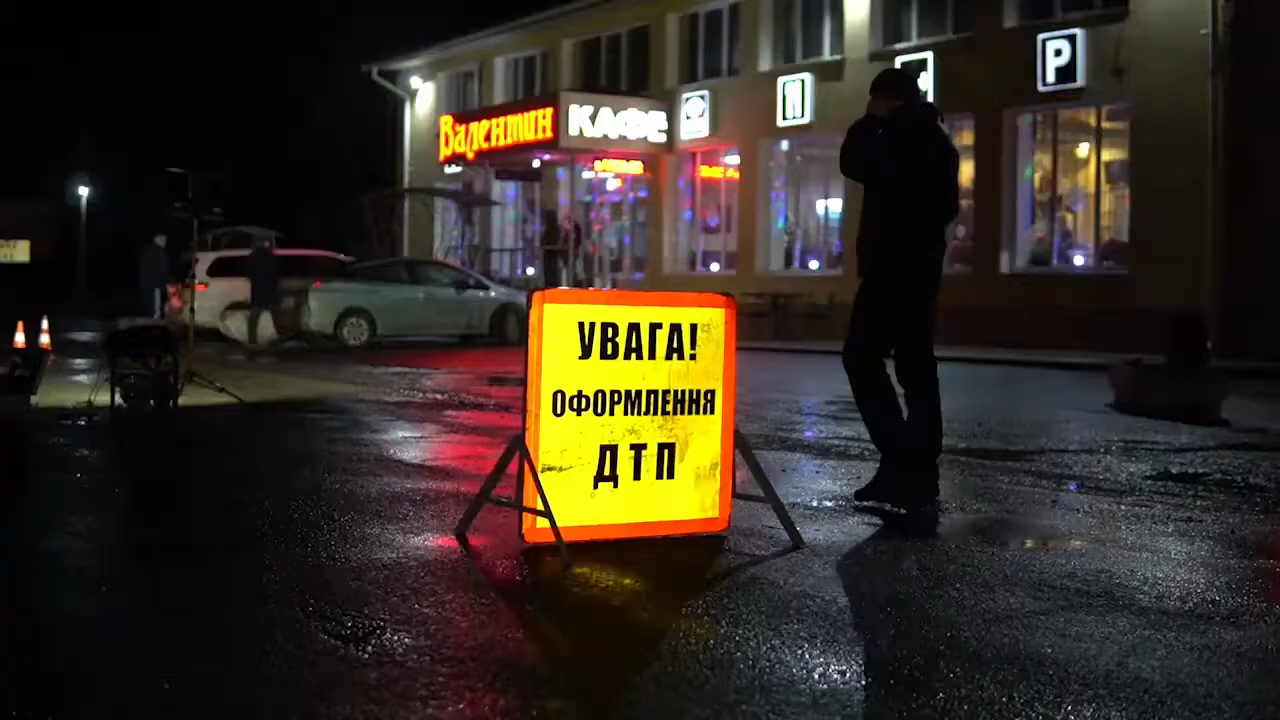 Валентин
КАФЕ
P
УВАГА!
ОФОРМЛЕННЯ
ДТП